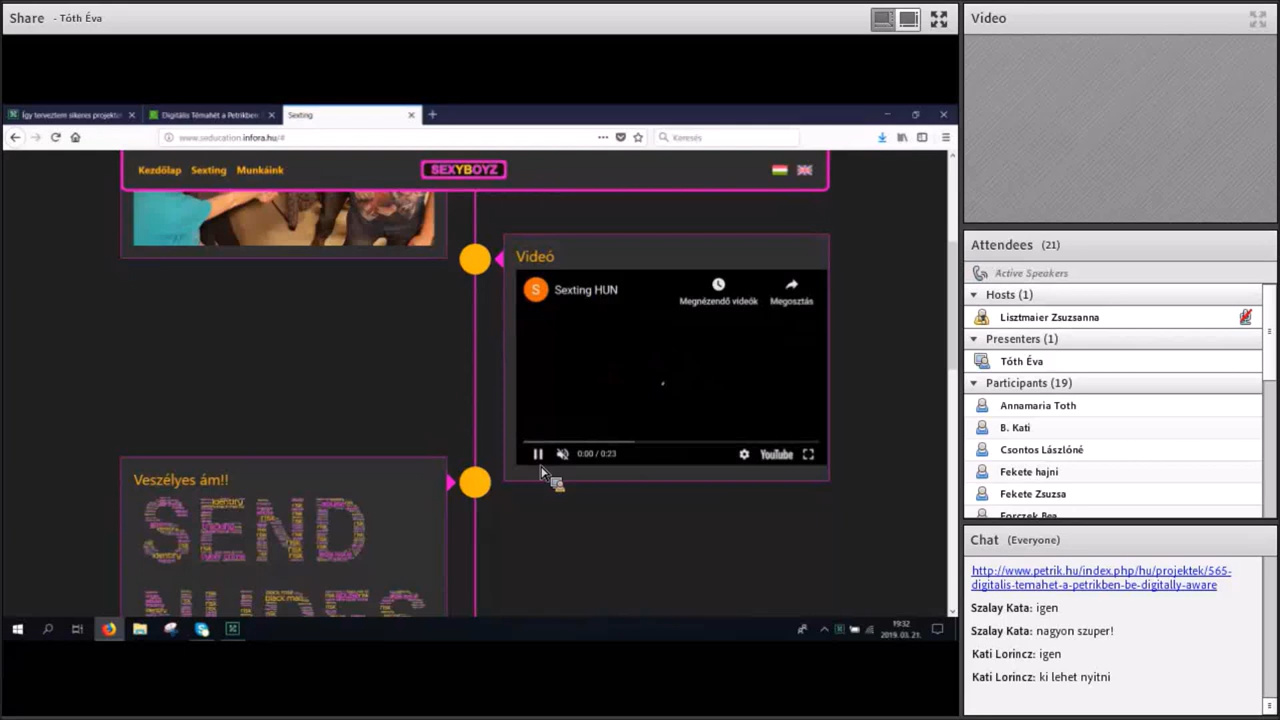 Share - Tóth Éva
Így terveztem sikeres projekte
Digitális Témahét a Petrikben
Sexting
www.seducation.infora.hu/#
Keresés
Kezdőlap Sexting Munkáink
SEXYBOYZ
Videó
S Sexting HUN
Megnézendő videók
Megosztás
0:00 / 0:23
YouTube
Veszélyes ám!!
SEND
NUDES
19:32
2019. 03. 21.
Video
Attendees (21)
Active Speakers
Hosts (1)
Lisztmaier Zsuzsanna
Presenters (1)
Tóth Éva
Participants (19)
Annamaria Toth
B. Kati
Csontos Lászlóné
Fekete hajni
Fekete Zsuzsa
Forczek Bea
Chat (Everyone)
http://www.petrik.hu/index.php/hu/projektek/565-
digitalis-temahet-a-petrikben-be-digitally-aware
Szalay Kata: igen
Szalay Kata: nagyon szuper!
Kati Lorincz: igen
Kati Lorincz: ki lehet nyitni